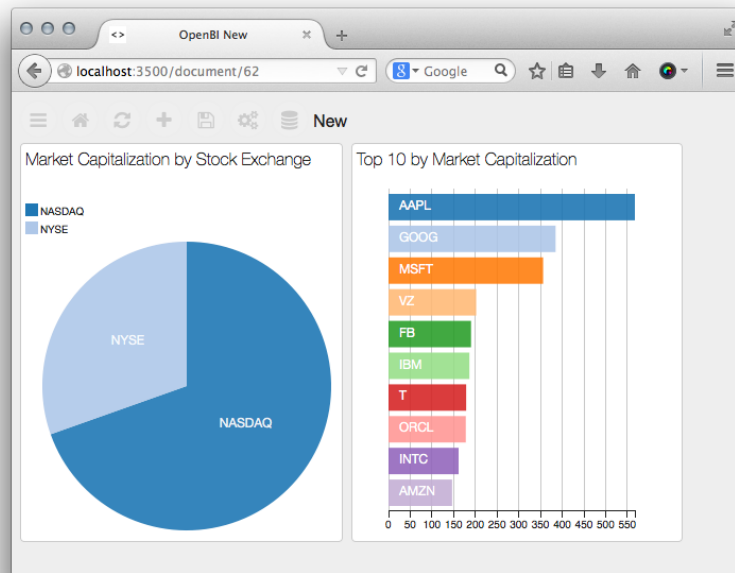 <> OpenBI New
localhost:3500/document/62
8 Google
New
Market Capitalization by Stock Exchange
NASDAQ
NYSE
NYSE
NASDAQ
Top 10 by Market Capitalization
AAPL
GOOG
MSFT
VZ
FB
IBM
T
ORCL
INTC
AMZN
0 50 100 150 200 250 300 350 400 450 500 550